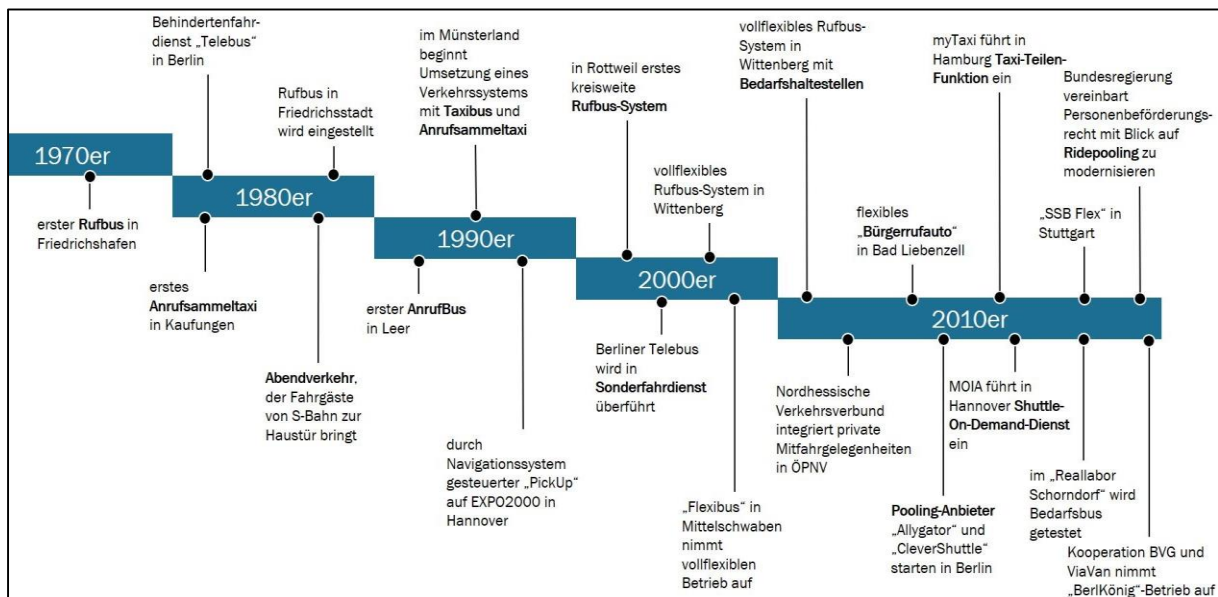 Behindertenfahr-
dienst „Telebus“
in Berlin
Rufbus in
Friedrichsstadt
wird eingestellt
im Münsterland
beginnt
Umsetzung eines
Verkehrssystems
mit Taxibus und
Anrufsammeltaxi
in Rottweil erstes
kreisweite
Rufbus-System
vollflexibles
Rufbus-System in
Wittenberg
vollflexibles Rufbus-
System in
Wittenberg mit
Bedarfshaltestellen
flexibles
„Bürgerrufauto“
in Bad Liebenzell
myTaxi führt in
Hamburg Taxi-Teilen-
Funktion ein
„SSB Flex“ in
Stuttgart
Bundesregierung
vereinbart
Personenbeförderungs-
recht mit Blick auf
Ridepooling zu
modernisieren
1970er
1980er
1990er
2000er
2010er
erster Rufbus in
Friedrichshafen
erstes
Anrufsammeltaxi
in Kaufungen
Abendverkehr,
der Fahrgäste
von S-Bahn zur
Haustür bringt
erster AnrufBus
in Leer
durch
Navigationssystem
gesteuerter „PickUp“
auf EXPO2000 in
Hannover
Berliner Telebus
wird in
Sonderfahrdienst
überführt
„Flexibus“ in
Mittelschwaben
nimmt
vollflexiblen
Betrieb auf
Nordhessische
Verkehrsverbund
integriert private
Mitfahrgelegenheiten
in ÖPNV
Pooling-Anbieter
„Allygator“ und
„CleverShuttle“
starten in Berlin
MOIA führt in
Hannover Shuttle-
On-Demand-Dienst
ein
im „Reallabor
Schorndorf“ wird
Bedarfsbus
getestet
Kooperation BVG und
ViaVan nimmt
„BerlKönig“-Betrieb auf